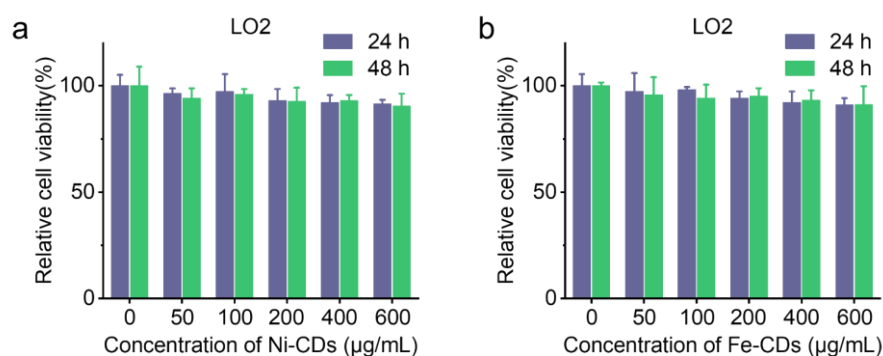 a
LO2
24 h
48 h
Relative cell viability(%)
100
50
0
0 50 100 200 400 600
Concentration of Ni-CDs (µg/mL)
b
LO2
24 h
48 h
Relative cell viability(%)
100
50
0
0 50 100 200 400 600
Concentration of Fe-CDs (µg/mL)